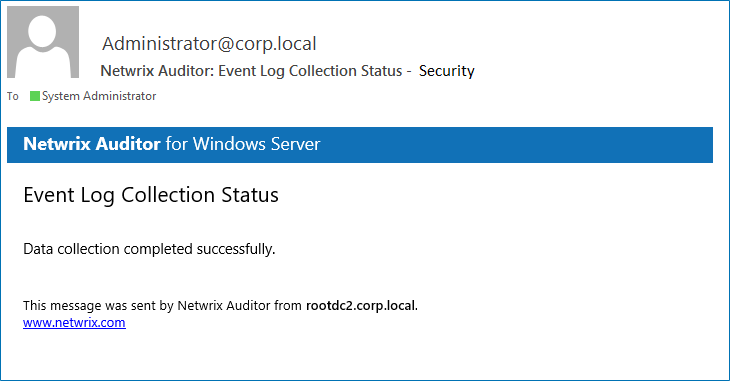 Administrator@corp.local
Netwrix Auditor: Event Log Collection Status - Security
To System Administrator
Netwrix Auditor for Windows Server
Event Log Collection Status
Data collection completed successfully.
This message was sent by Netwrix Auditor from rootdc2.corp.local.
www.netwrix.com